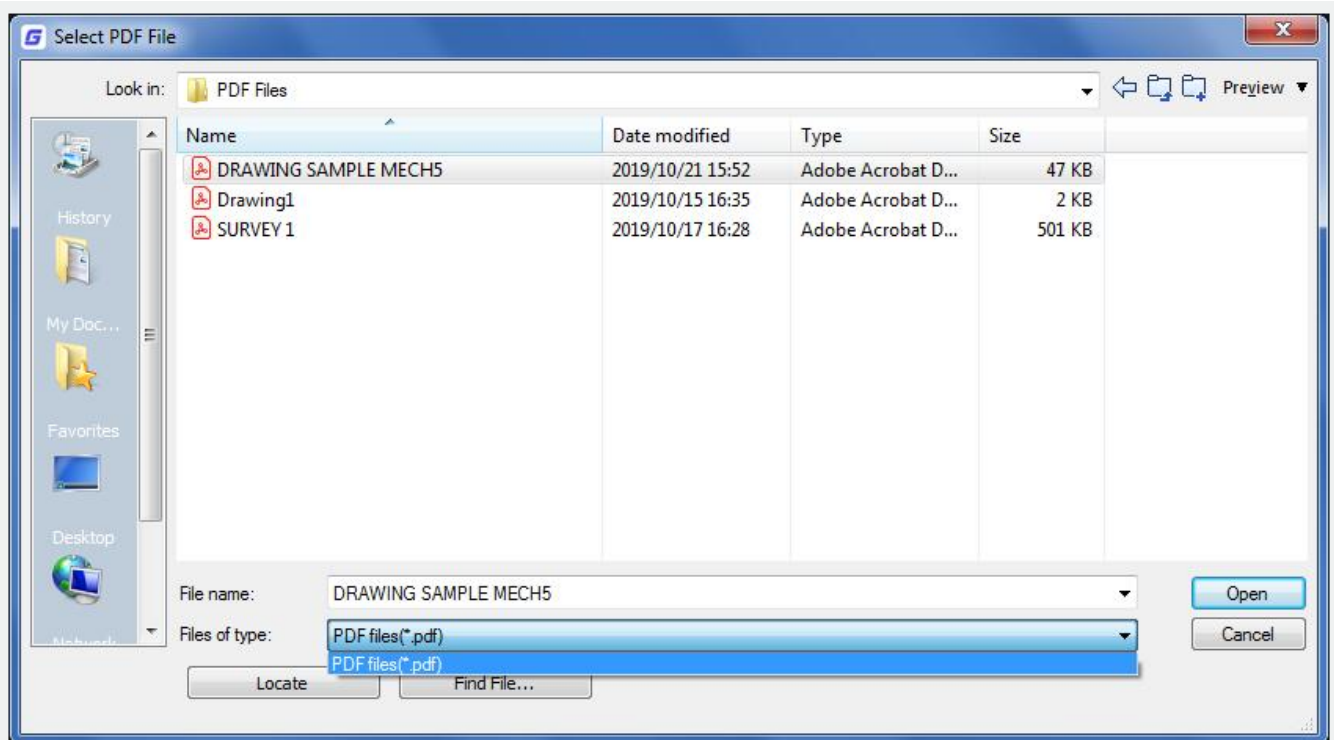 Select PDF File
Look in: PDF Files Preview
Name Date modified Type Size
DRAWING SAMPLE MECH5 2019/10/21 15:52 Adobe Acrobat D... 47 KB
Drawing1 2019/10/15 16:35 Adobe Acrobat D... 2 KB
SURVEY 1 2019/10/17 16:28 Adobe Acrobat D... 501 KB
History
My Doc...
Favorites
Desktop
File name: DRAWING SAMPLE MECH5 Open
Files of type: PDF files(*.pdf) Cancel
PDF files(*.pdf)
Locate Find File...